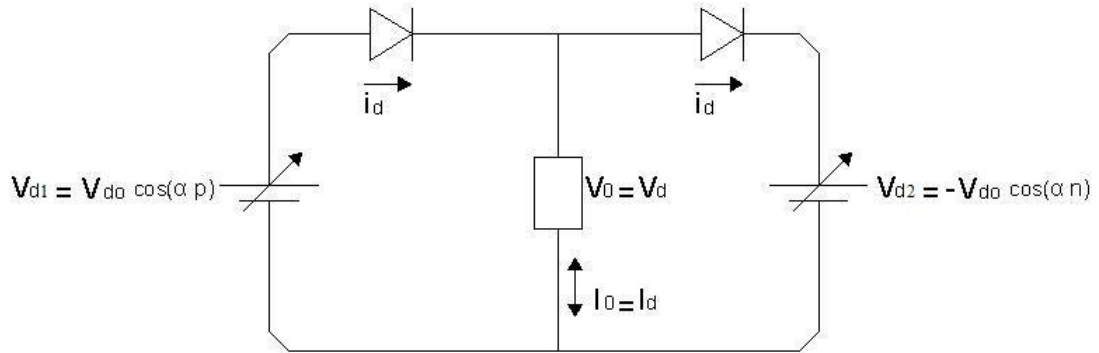 id
id
Vd1 = Vdo cos(α p)
V0 = Vd
Vd2 = -Vdo cos(α n)
I0 = Id